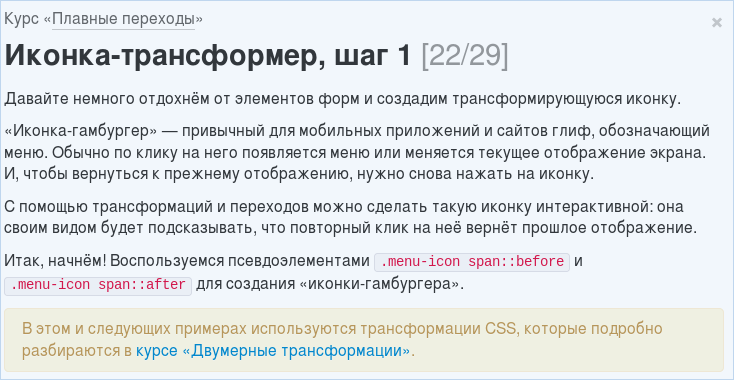 Курс «Плавные переходы»
Иконка-трансформер, шаг 1 [22/29]
Давайте немного отдохнём от элементов форм и создадим трансформирующуюся иконку.
«Иконка-гамбургер» — привычный для мобильных приложений и сайтов глиф, обозначающий
меню. Обычно по клику на него появляется меню или меняется текущее отображение экрана.
И, чтобы вернуться к прежнему отображению, нужно снова нажать на иконку.
С помощью трансформаций и переходов можно сделать такую иконку интерактивной: она
своим видом будет подсказывать, что повторный клик на неё вернёт прошлое отображение.
Итак, начнём! Воспользуемся псевдоэлементами .menu-icon span::before и
.menu-icon span::after для создания «иконки-гамбургера».
В этом и следующих примерах используются трансформации CSS, которые подробно
разбираются в курсе «Двумерные трансформации».